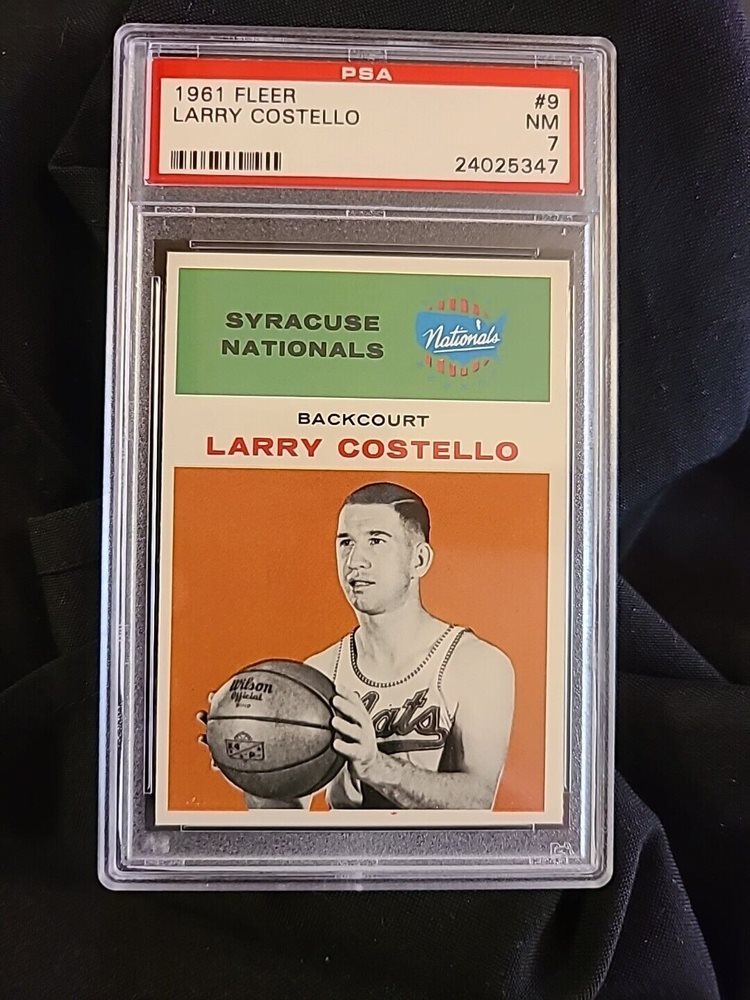 PSA
1961 FLEER
#9
LARRY COSTELLO
NM
7
24025347
SYRACUSE
NATIONALS
Nationals
BACKCOURT
LARRY COSTELLO
Wilson
Official
Nats